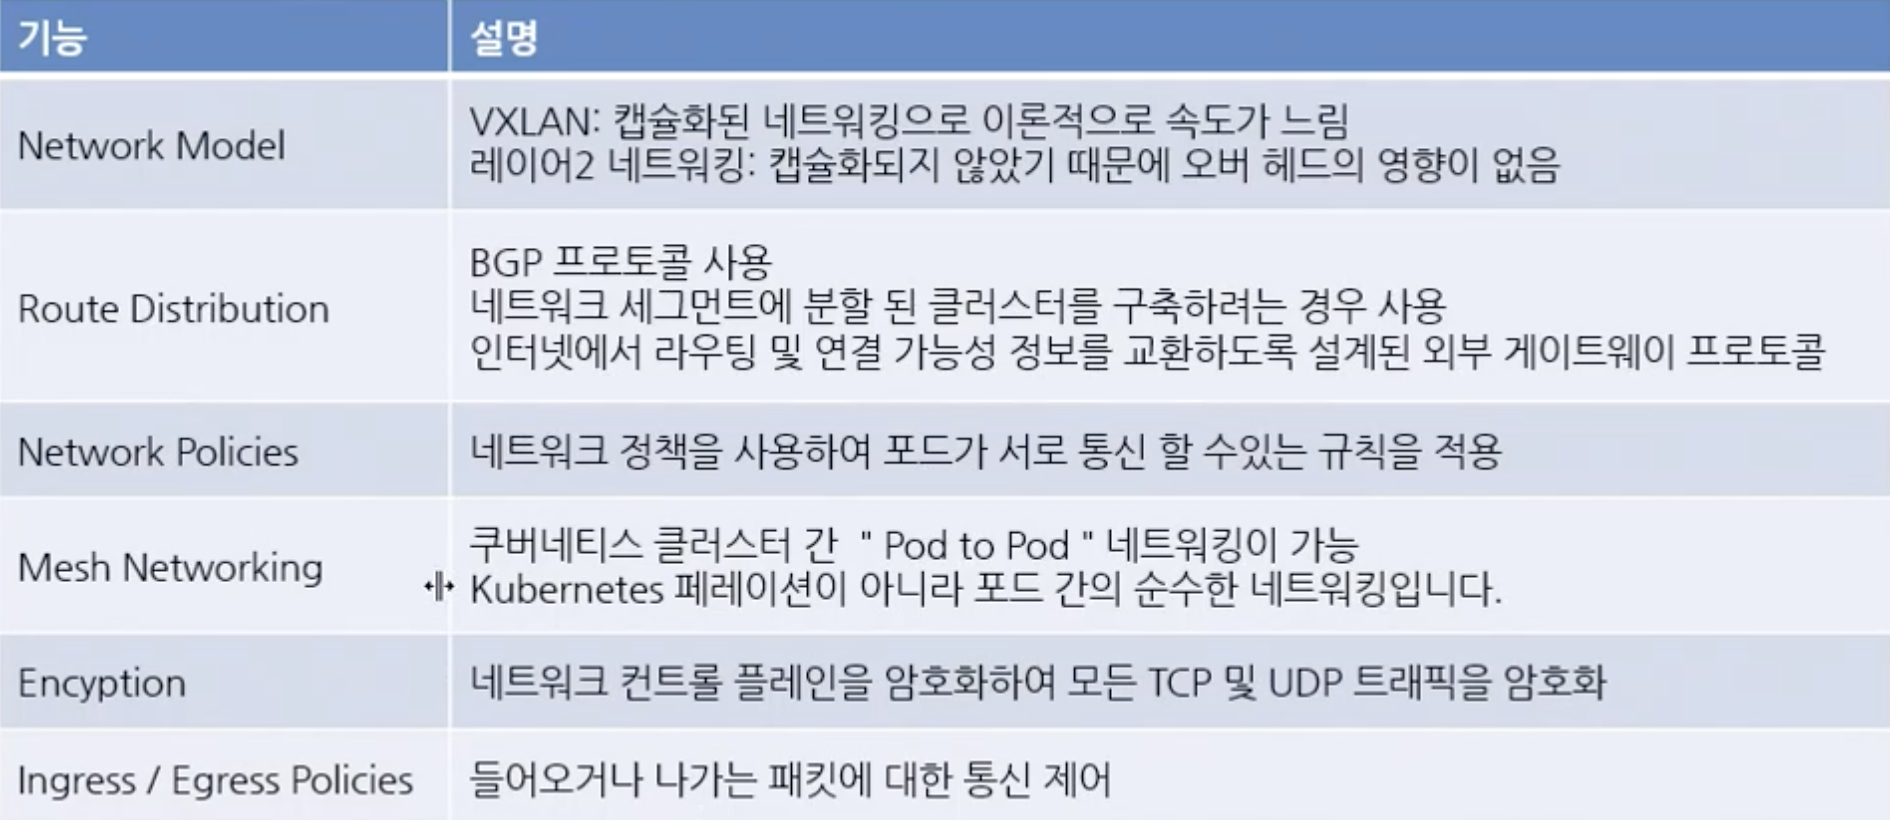 기능
설명
Network Model
VXLAN: 캡슐화된 네트워킹으로 이론적으로 속도가 느림
레이어2 네트워킹: 캡슐화되지 않았기 때문에 오버 헤드의 영향이 없음
Route Distribution
BGP 프로토콜 사용
네트워크 세그먼트에 분할 된 클러스터를 구축하려는 경우 사용
인터넷에서 라우팅 및 연결 가능성 정보를 교환하도록 설계된 외부 게이트웨이 프로토콜
Network Policies
네트워크 정책을 사용하여 포드가 서로 통신 할 수있는 규칙을 적용
Mesh Networking
쿠버네티스 클러스터 간 " Pod to Pod " 네트워킹이 가능
Kubernetes 페레이션이 아니라 포드 간의 순수한 네트워킹입니다.
Encyption
네트워크 컨트롤 플레인을 암호화하여 모든 TCP 및 UDP 트래픽을 암호화
Ingress / Egress Policies
들어오거나 나가는 패킷에 대한 통신 제어